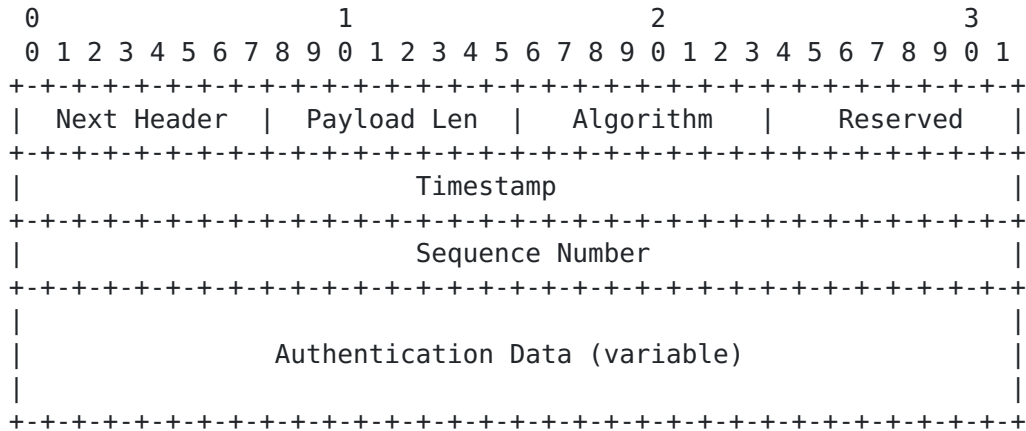 0                   1                   2                   3
 0 1 2 3 4 5 6 7 8 9 0 1 2 3 4 5 6 7 8 9 0 1 2 3 4 5 6 7 8 9 0 1
+-+-+-+-+-+-+-+-+-+-+-+-+-+-+-+-+-+-+-+-+-+-+-+-+-+-+-+-+-+-+-+-+
|  Next Header  |  Payload Len  |   Algorithm   |    Reserved   |
+-+-+-+-+-+-+-+-+-+-+-+-+-+-+-+-+-+-+-+-+-+-+-+-+-+-+-+-+-+-+-+-+
|                         Timestamp                             |
+-+-+-+-+-+-+-+-+-+-+-+-+-+-+-+-+-+-+-+-+-+-+-+-+-+-+-+-+-+-+-+-+
|                         Sequence Number                       |
+-+-+-+-+-+-+-+-+-+-+-+-+-+-+-+-+-+-+-+-+-+-+-+-+-+-+-+-+-+-+-+-+
|                                                               |
|                Authentication Data (variable)                 |
|                                                               |
+-+-+-+-+-+-+-+-+-+-+-+-+-+-+-+-+-+-+-+-+-+-+-+-+-+-+-+-+-+-+-+-+